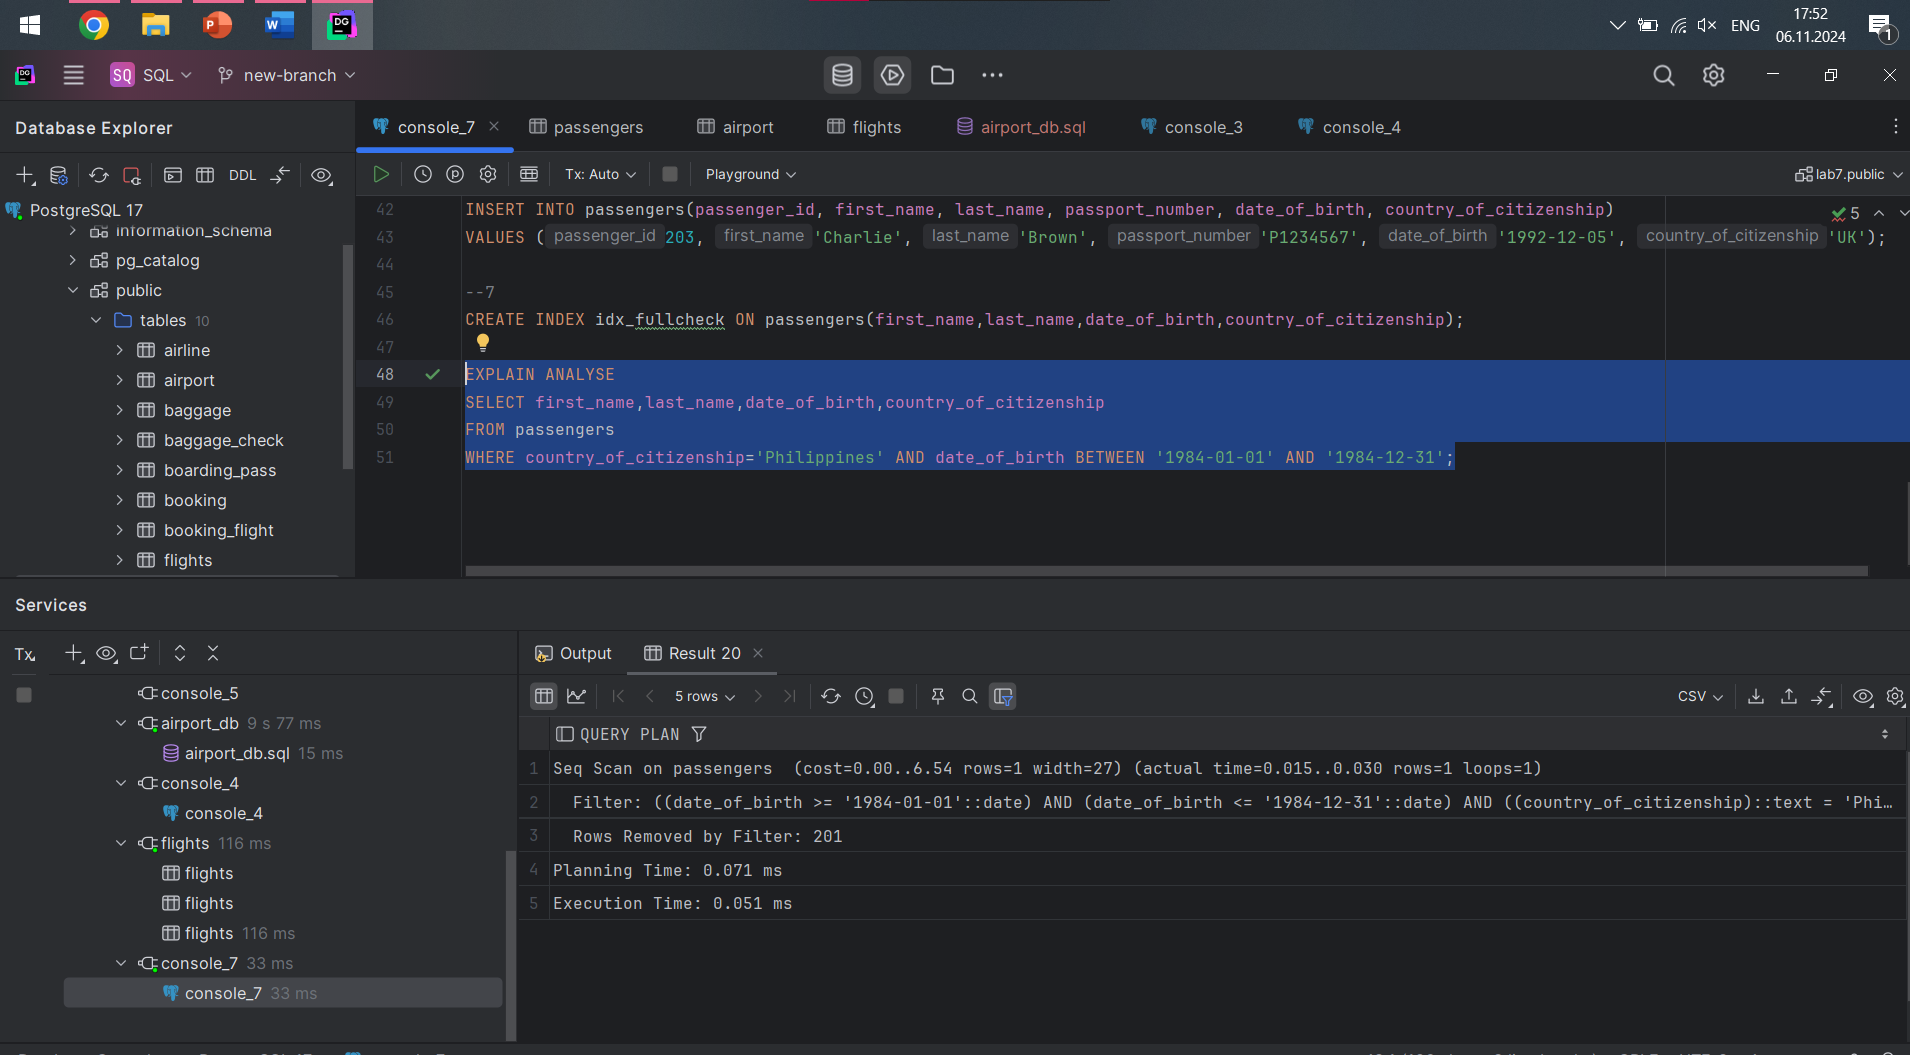 ENG
17:52
06.11.2024
1
SQ SQL new-branch
Database Explorer
console_7 passengers airport flights airport_db.sql console_3 console_4
DDL
Tx: Auto Playground lab7.public
PostgreSQL 17
information_schema
pg_catalog
public
tables 10
airline
airport
baggage
baggage_check
boarding_pass
booking
booking_flight
flights
5
42 INSERT INTO passengers(passenger_id, first_name, last_name, passport_number, date_of_birth, country_of_citizenship)
43 VALUES ( passenger_id 203, first_name 'Charlie', last_name 'Brown', passport_number 'P1234567', date_of_birth '1992-12-05', country_of_citizenship 'UK');
44
45 --7
46 CREATE INDEX idx_fullcheck ON passengers(first_name,last_name,date_of_birth,country_of_citizenship);
47
48 EXPLAIN ANALYSE
49 SELECT first_name,last_name,date_of_birth,country_of_citizenship
50 FROM passengers
51 WHERE country_of_citizenship='Philippines' AND date_of_birth BETWEEN '1984-01-01' AND '1984-12-31';
Services
Tx
console_5
airport_db 9 s 77 ms
airport_db.sql 15 ms
console_4
console_4
flights 116 ms
flights
flights
flights 116 ms
console_7 33 ms
console_7 33 ms
Output Result 20
5 rows CSV
QUERY PLAN
1 Seq Scan on passengers (cost=0.00..6.54 rows=1 width=27) (actual time=0.015..0.030 rows=1 loops=1)
2 Filter: ((date_of_birth >= '1984-01-01'::date) AND (date_of_birth <= '1984-12-31'::date) AND ((country_of_citizenship)::text = 'Phi…
3 Rows Removed by Filter: 201
4 Planning Time: 0.071 ms
5 Execution Time: 0.051 ms